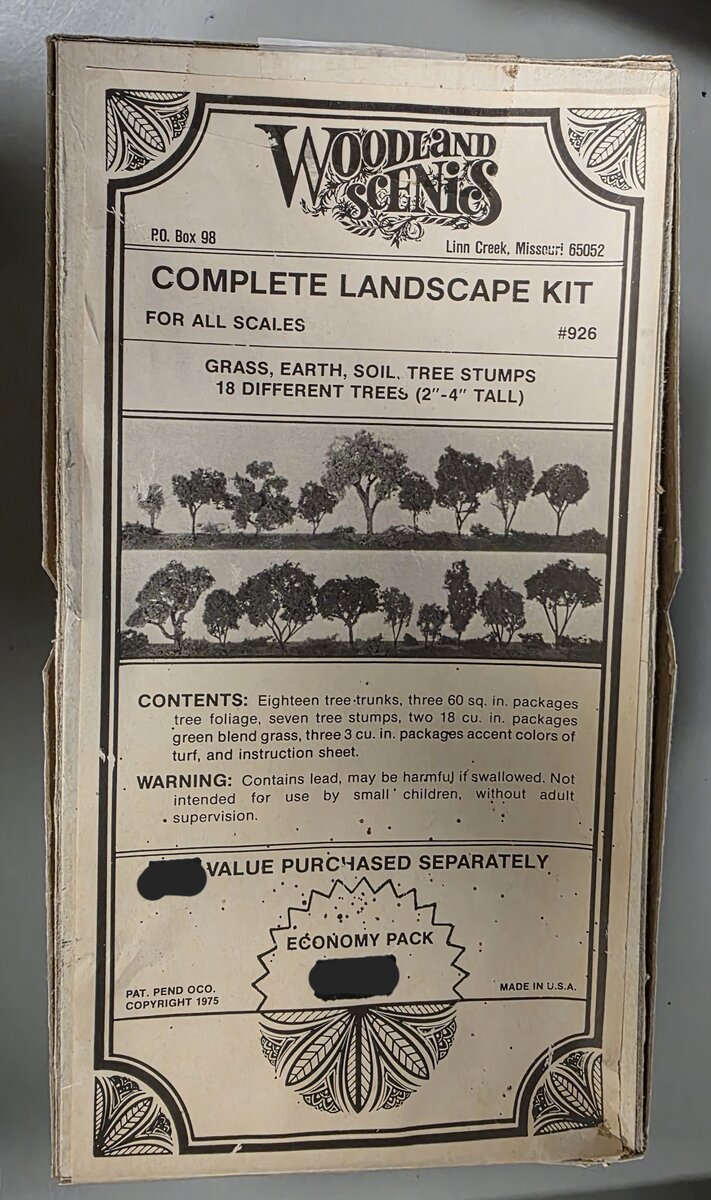 WOODLAND
SCENICS
P.O. Box 98
Linn Creek, Missouri 65052
COMPLETE LANDSCAPE KIT
FOR ALL SCALES
#926
GRASS, EARTH, SOIL, TREE STUMPS
18 DIFFERENT TREES (2"-4" TALL)
CONTENTS: Eighteen tree trunks, three 60 sq. in. packages
tree foliage, seven tree stumps, two 18 cu. in. packages
green blend grass, three 3 cu. in. packages accent colors of
turf, and instruction sheet.
WARNING: Contains lead, may be harmful if swallowed. Not
intended for use by small children, without adult
supervision.
VALUE PURCHASED SEPARATELY
ECONOMY PACK
PAT. PEND OCO.
COPYRIGHT 1975
MADE IN U.S.A.